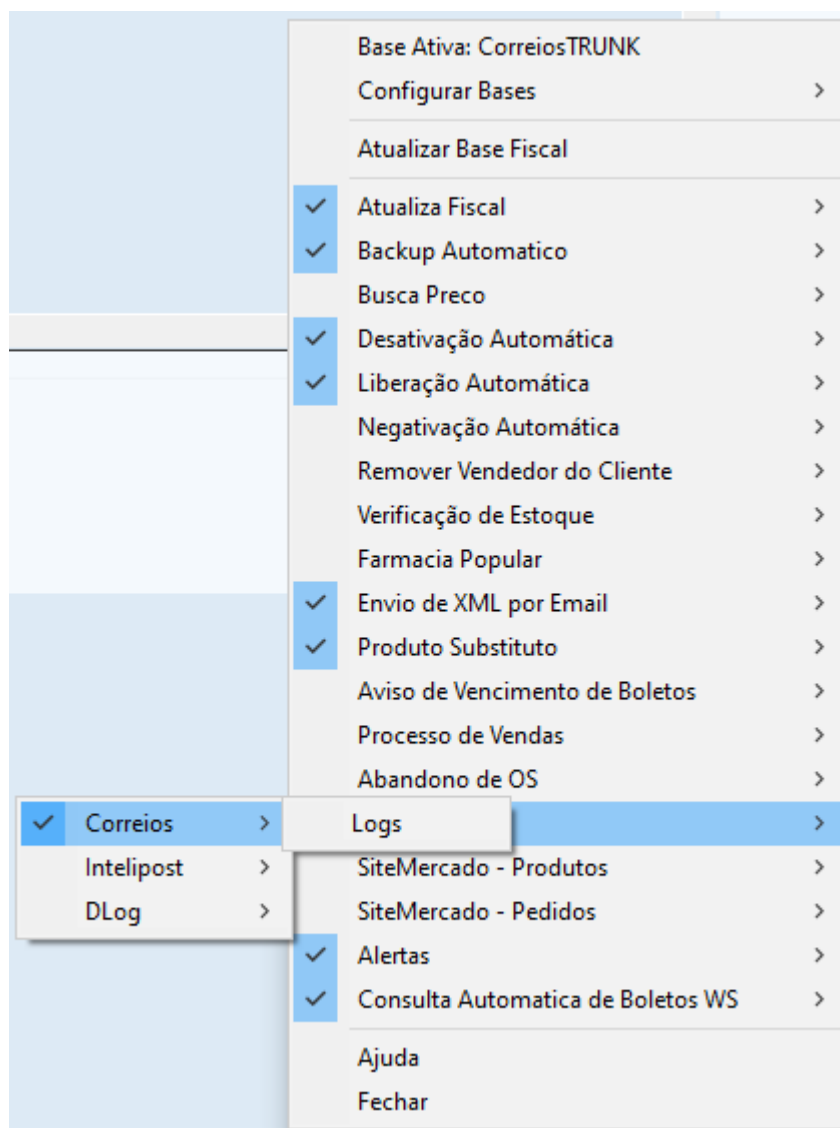 Base Ativa: CorreiosTRUNK
Configurar Bases
Atualizar Base Fiscal
Atualiza Fiscal
Backup Automatico
Busca Preco
Desativação Automática
Liberação Automática
Negativação Automática
Remover Vendedor do Cliente
Verificação de Estoque
Farmacia Popular
Envio de XML por Email
Produto Substituto
Aviso de Vencimento de Boletos
Processo de Vendas
Abandono de OS
Correios
Logs
Intelipost
DLog
SiteMercado - Produtos
SiteMercado - Pedidos
Alertas
Consulta Automatica de Boletos WS
Ajuda
Fechar